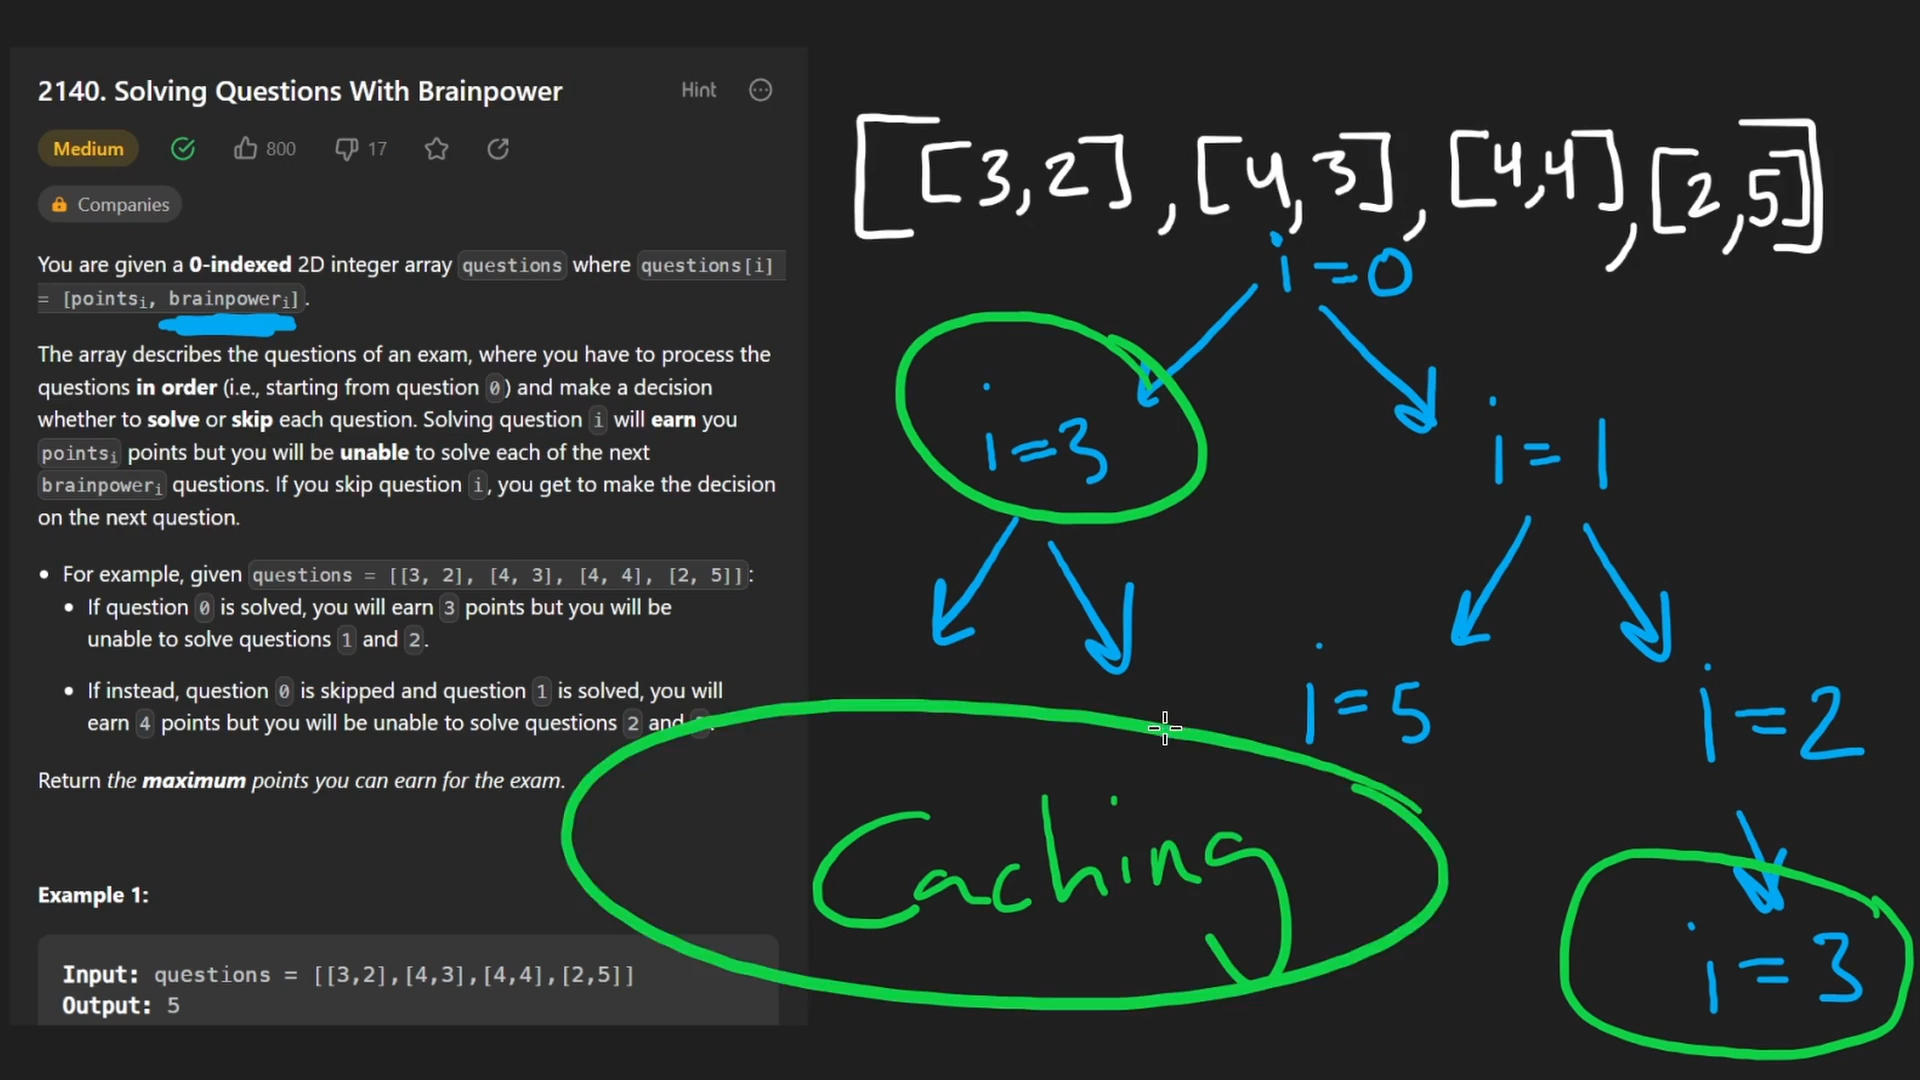 2140. Solving Questions With Brainpower
Hint
Medium
800
17
Companies
You are given a 0-indexed 2D integer array questions where questions[i]
= [pointsi, brainpoweri].
The array describes the questions of an exam, where you have to process the
questions in order (i.e., starting from question 0) and make a decision
whether to solve or skip each question. Solving question i will earn you
pointsi points but you will be unable to solve each of the next
brainpoweri questions. If you skip question i, you get to make the decision
on the next question.
• For example, given questions = [[3, 2], [4, 3], [4, 4], [2, 5]]:
• If question 0 is solved, you will earn 3 points but you will be
unable to solve questions 1 and 2.
• If instead, question 0 is skipped and question 1 is solved, you will
earn 4 points but you will be unable to solve questions 2 and
Return the maximum points you can earn for the exam.
Example 1:
Input: questions = [[3,2],[4,3],[4,4],[2,5]]
Output: 5
[[3,2],[4,3],[4,4],[2,5]]
i=0
i=3
i=1
i=5
i=2
Caching
i=3